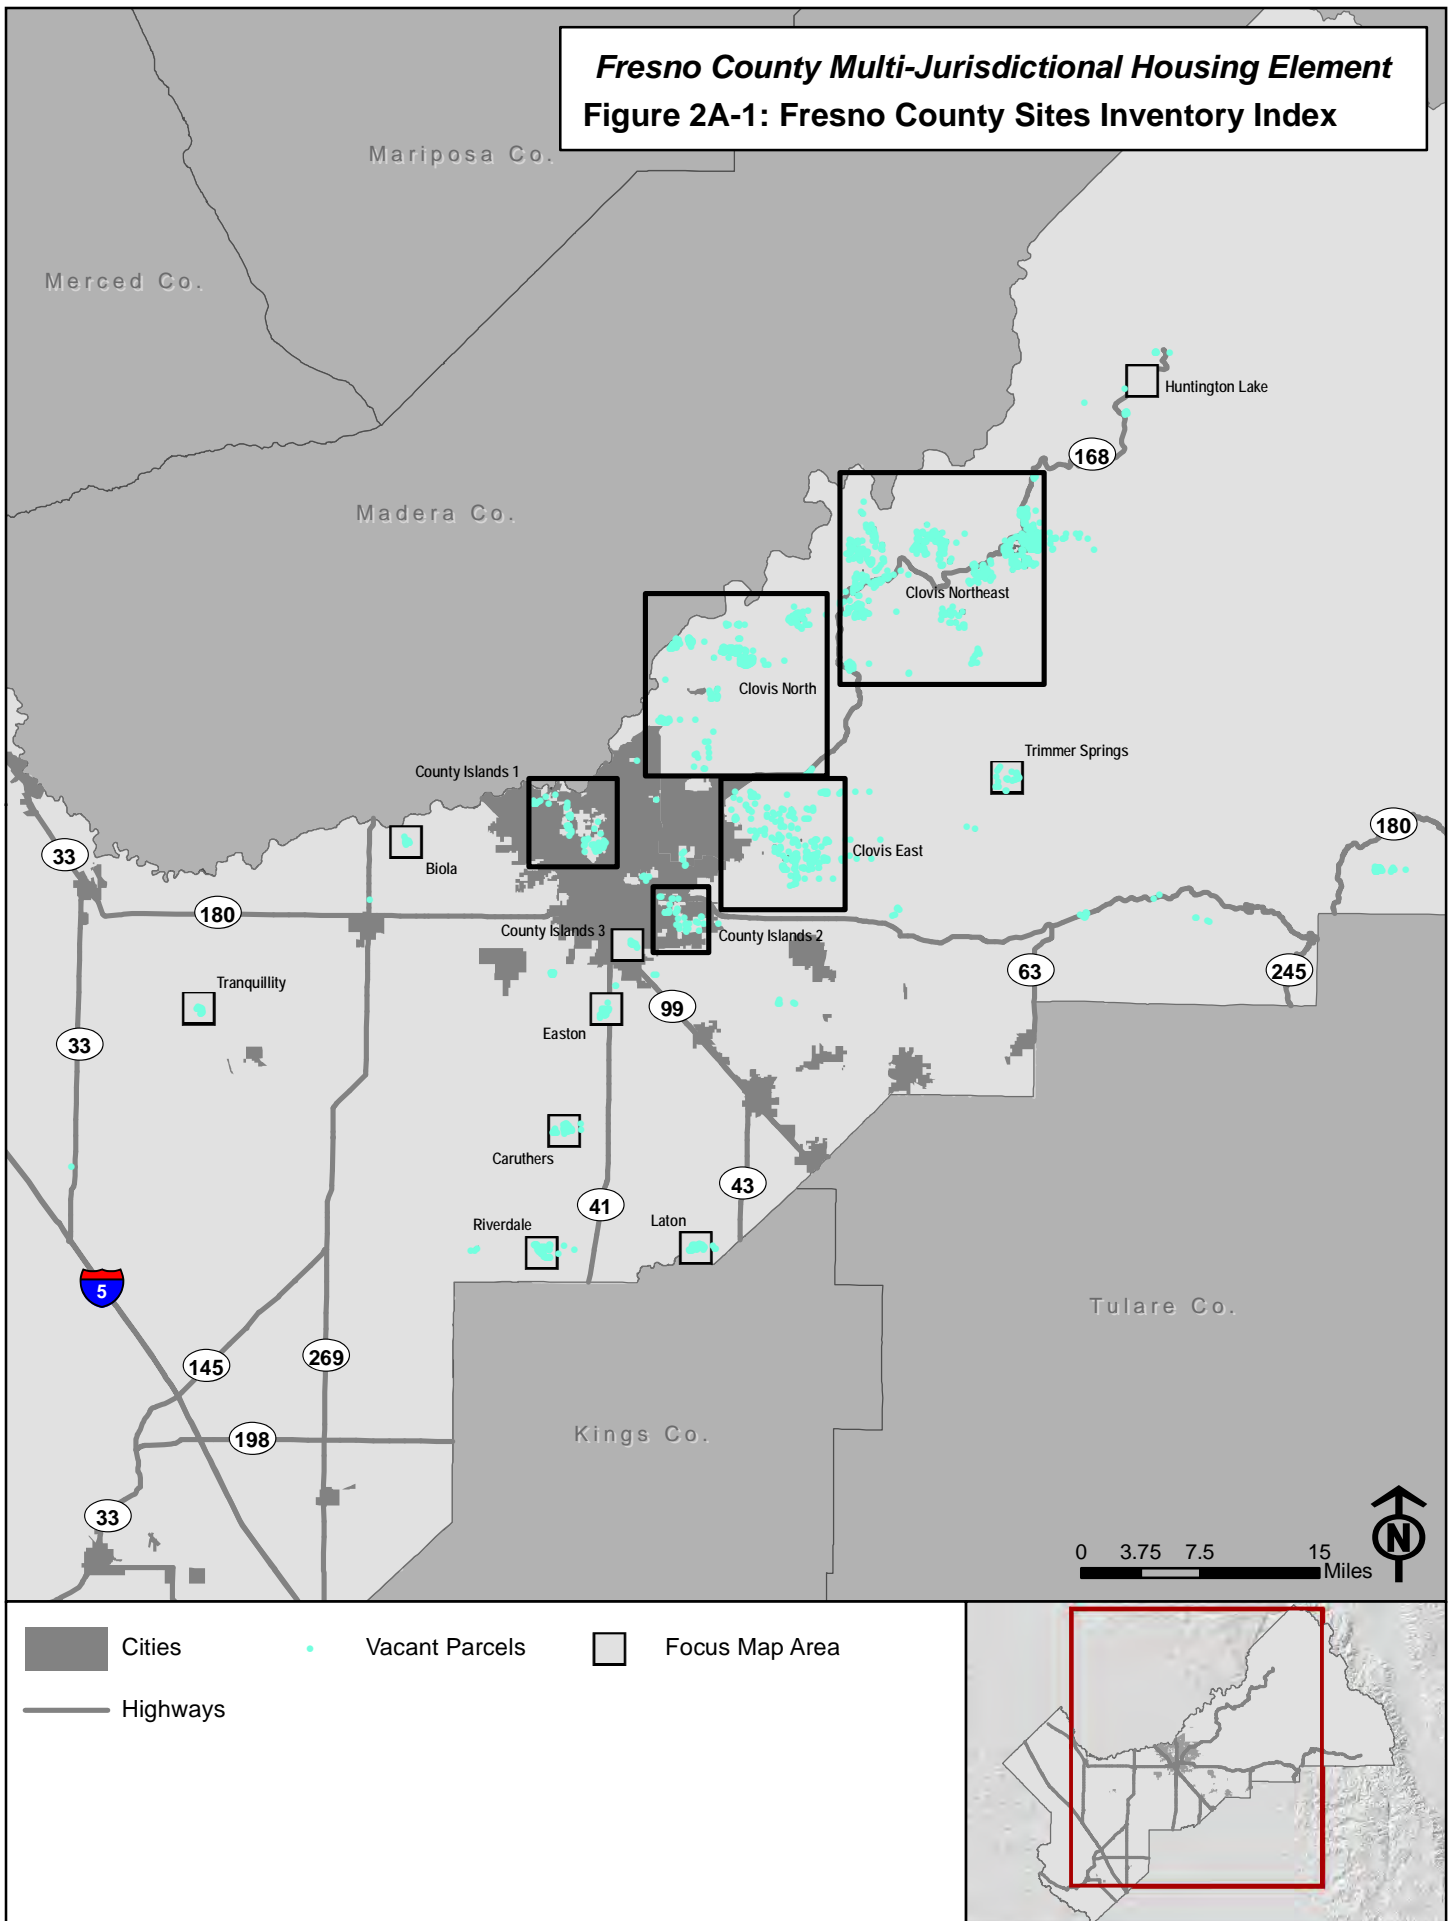 Fresno County Multi-Jurisdictional Housing Element
Figure 2A-1: Fresno County Sites Inventory Index
Mariposa Co.
Merced Co.
Huntington Lake
168
Madera Co.
Clovis Northeast
Clovis North
Trimmer Springs
County Islands 1
180
33
Biola
Clovis East
180
County Islands 3
County Islands 2
63
245
Tranquillity
99
Easton
33
Caruthers
43
41
Riverdale
Laton
5
Tulare Co.
145
269
Kings Co.
198
33
N
0 3.75 7.5 15
Miles
Cities
Vacant Parcels
Focus Map Area
Highways